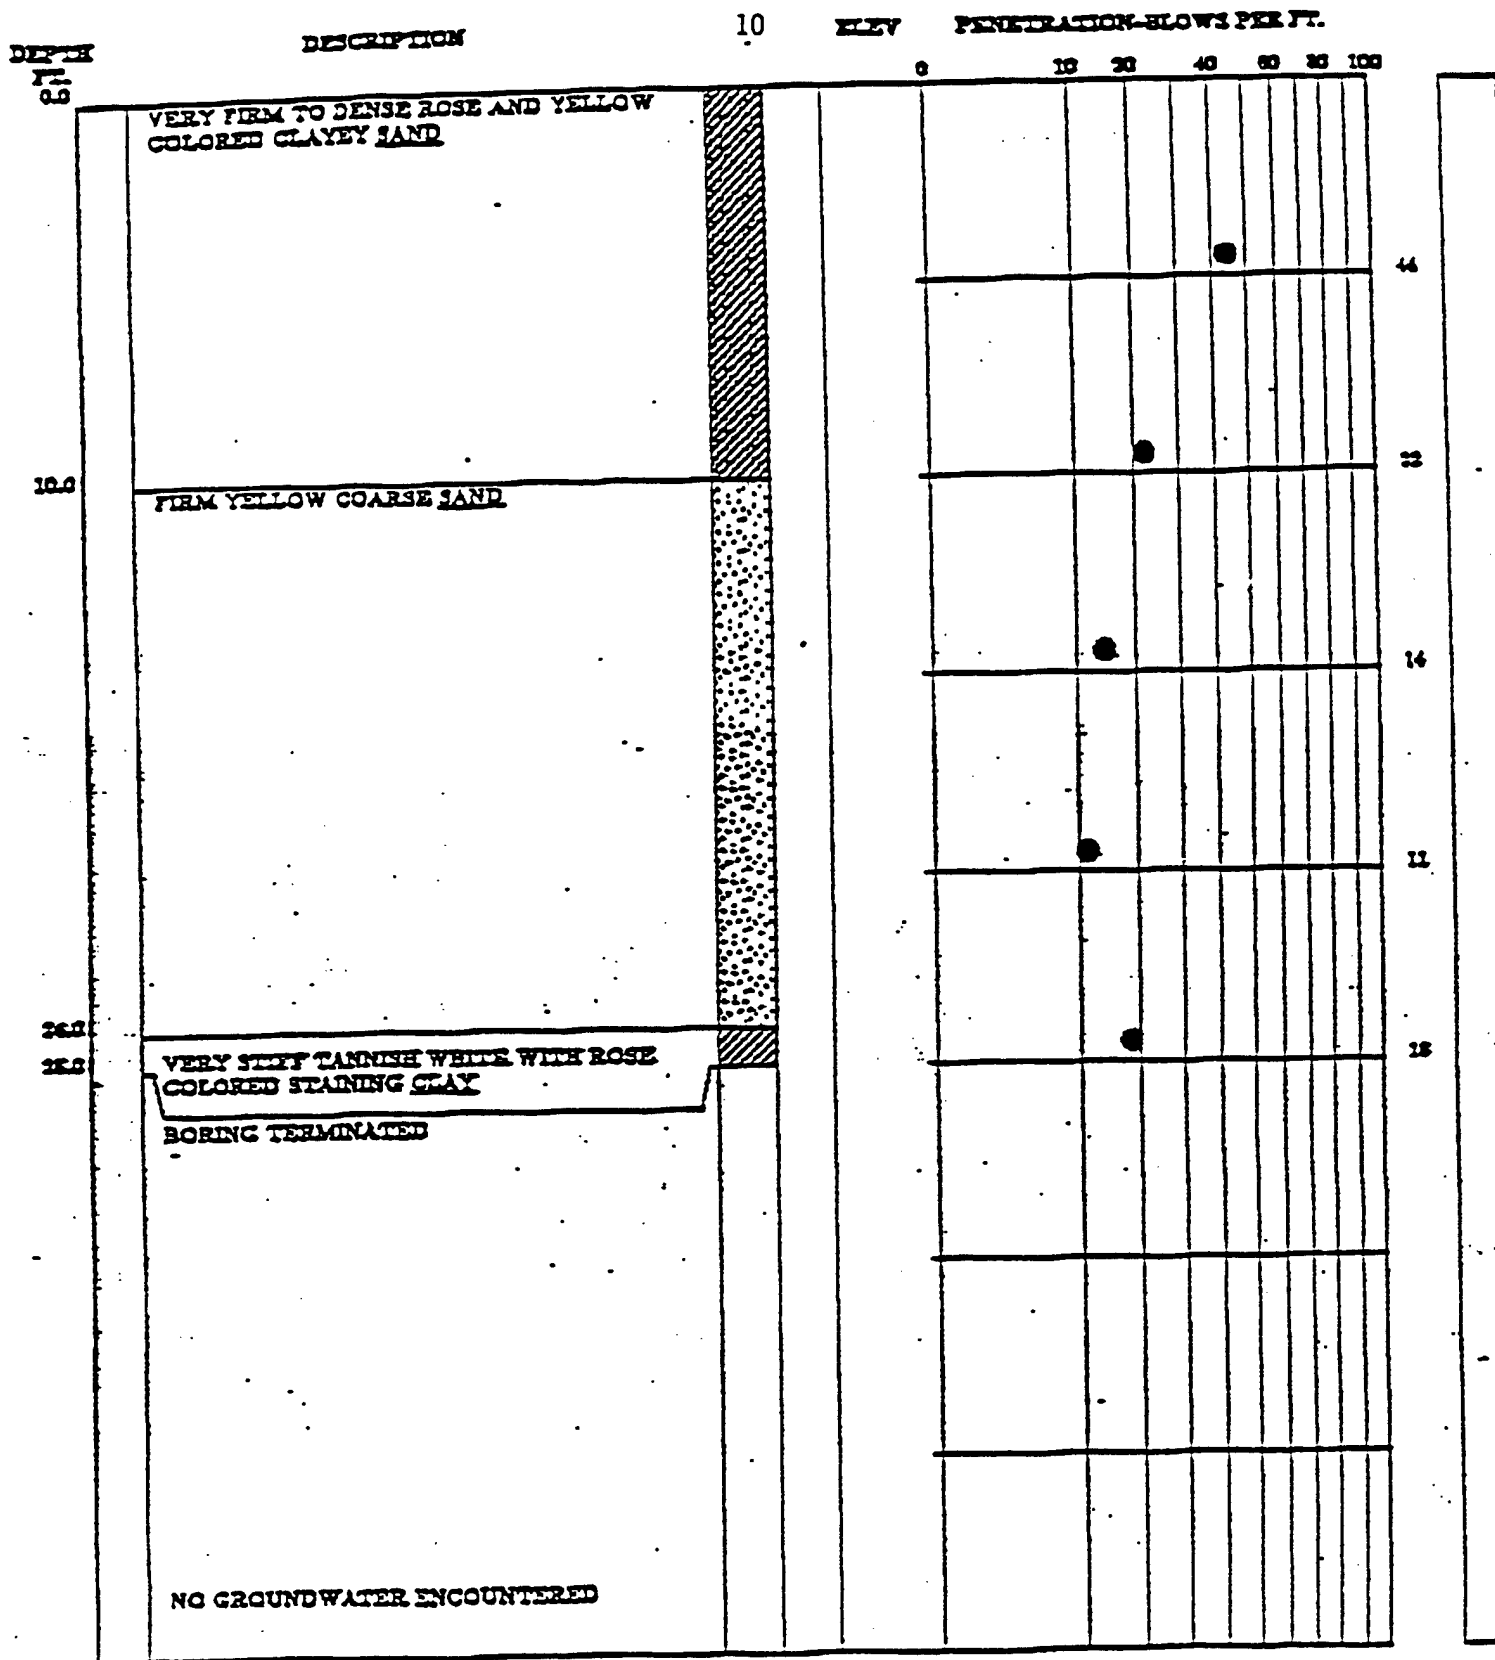 10
DESCRIPTION
ELEV
PENETRATION-BLOWS PER FT.
DEPTH
FT.
0 10 20 40 60 80 100
0.0
VERY FIRM TO DENSE ROSE AND YELLOW
COLORED CLAYEY SAND
10.0
FIRM YELLOW COARSE SAND
14
11
26.0
18
VERY STIFF TANNISH WHITE WITH ROSE
COLORED STAINING CLAY
BORING TERMINATED
NO GROUNDWATER ENCOUNTERED